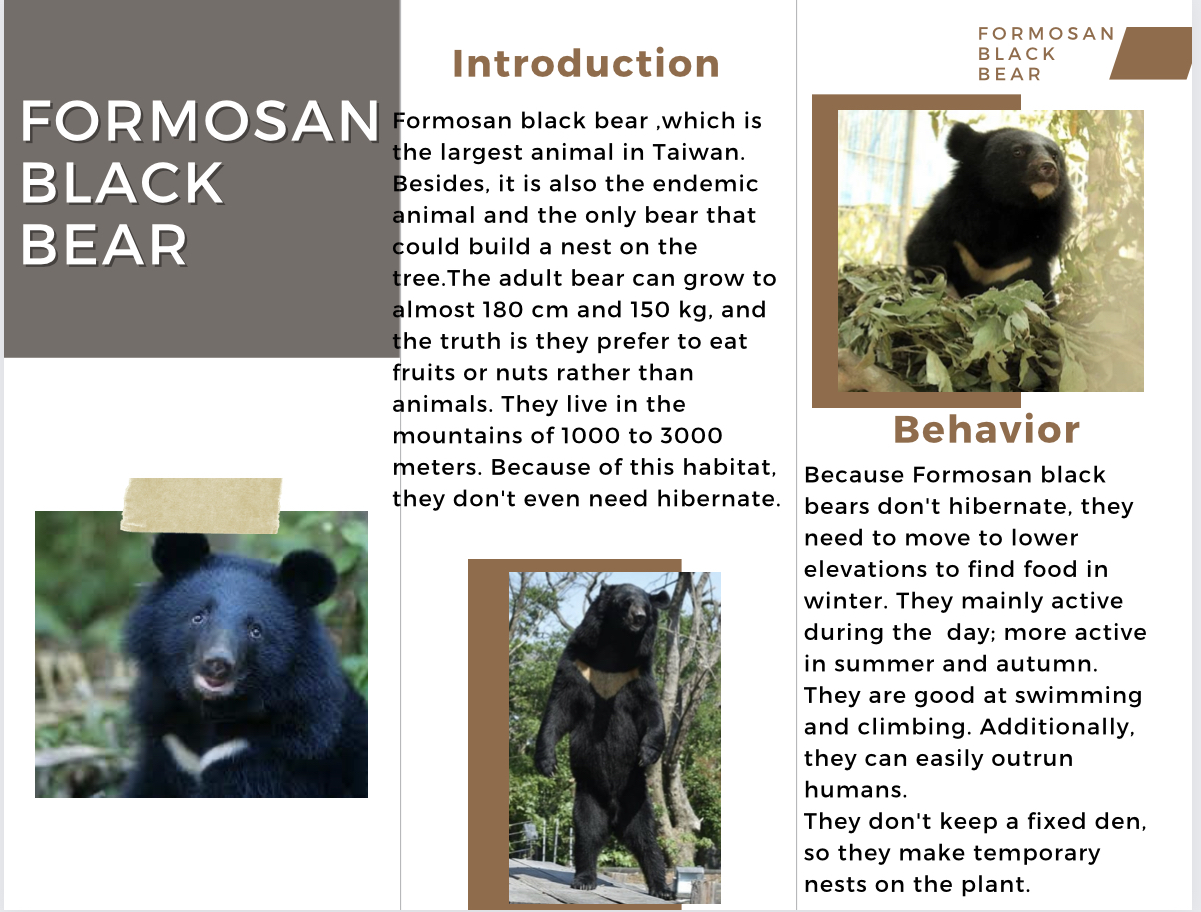 FORMOSAN
BLACK
BEAR
Introduction
Formosan black bear ,which is
the largest animal in Taiwan.
Besides, it is also the endemic
animal and the only bear that
could build a nest on the
tree.The adult bear can grow to
almost 180 cm and 150 kg, and
the truth is they prefer to eat
fruits or nuts rather than
animals. They live in the
mountains of 1000 to 3000
meters. Because of this habitat,
they don't even need hibernate.
FORMOSAN
BLACK
BEAR
Behavior
Because Formosan black
bears don't hibernate, they
need to move to lower
elevations to find food in
winter. They mainly active
during the  day; more active
in summer and autumn.
They are good at swimming
and climbing. Additionally,
they can easily outrun
humans.
They don't keep a fixed den,
so they make temporary
nests on the plant.